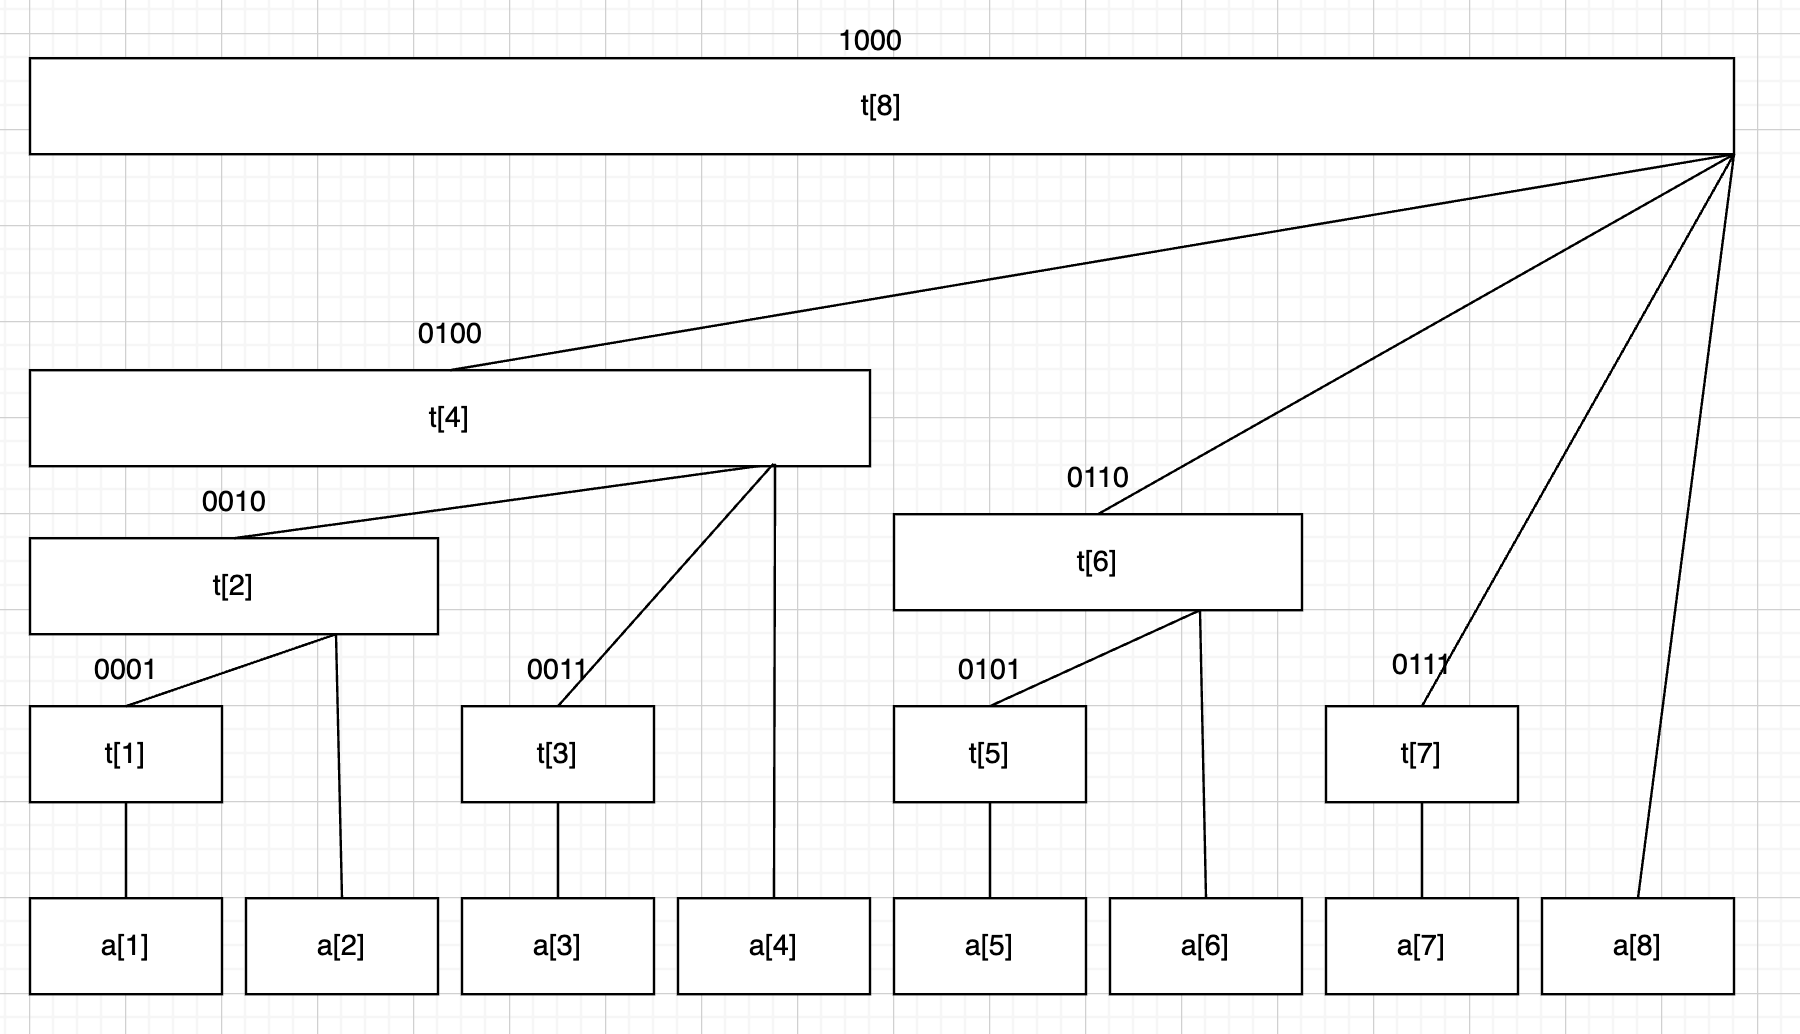 1000
t[8]
0100
t[4]
0110
0010
t[6]
t[2]
0001
0011
0101
0111
t[1]
t[3]
t[5]
t[7]
a[1]
a[2]
a[3]
a[4]
a[5]
a[6]
a[7]
a[8]